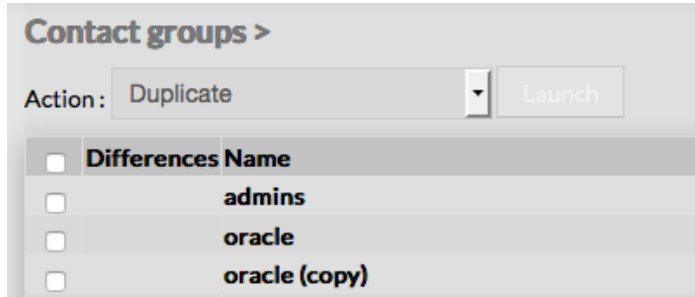 Contact groups >
Action : Duplicate Launch
Differences Name
admins
oracle
oracle (copy)